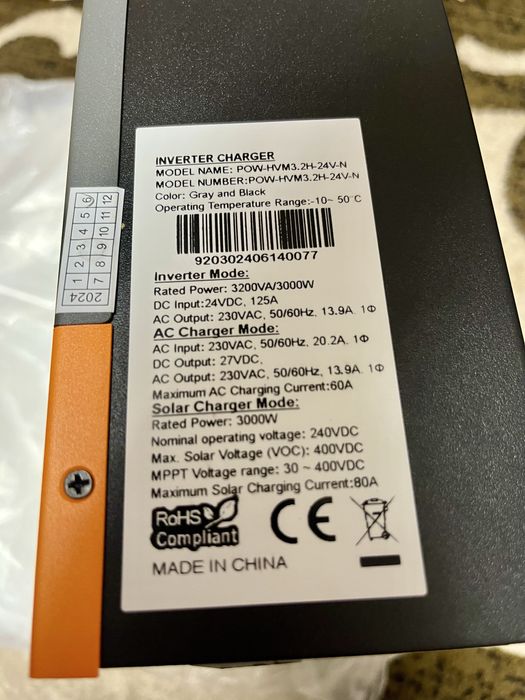 INVERTER CHARGER
MODEL NAME: POW-HVM3.2H-24V-N
MODEL NUMBER:POW-HVM3.2H-24V-N
Color: Gray and Black
Operating Temperature Range:-10~ 50°C
920302406140077
Inverter Mode:
Rated Power: 3200VA/3000W
DC Input:24VDC, 125A
AC Output: 230VAC, 50/60Hz, 13.9A. 1Φ
AC Charger Mode:
AC Input: 230VAC, 50/60Hz, 20.2A. 1Φ
DC Output: 27VDC,
AC Output: 230VAC, 50/60Hz, 13.9A. 1Φ
Maximum AC Charging Current:60A
Solar Charger Mode:
Rated Power: 3000W
Nominal operating voltage: 240VDC
Max. Solar Voltage (VOC): 400VDC
MPPT Voltage range: 30 ~ 400VDC
Maximum Solar Charging Current:80A
RoHS
Compliant
CE
MADE IN CHINA
2024
1 2 3 4 5 6
7 8 9 10 11 12